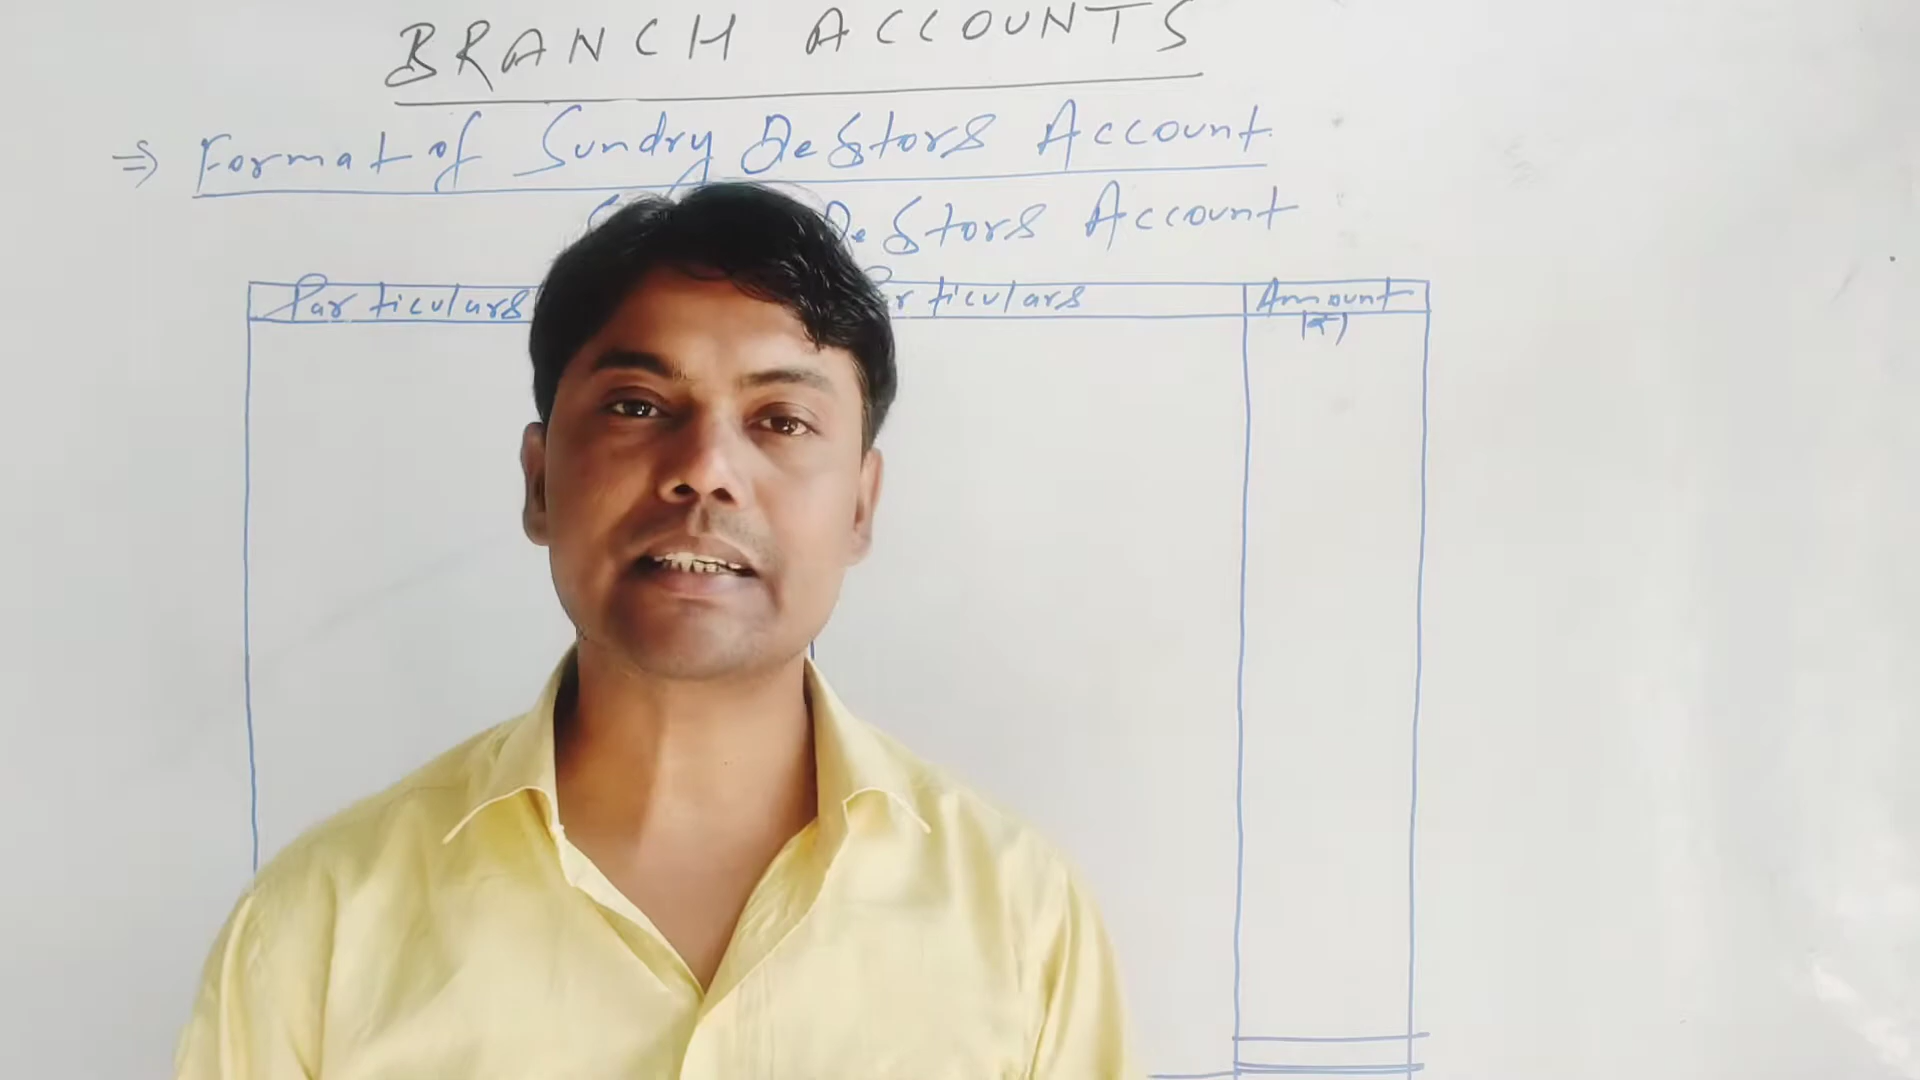 BRANCH ACCOUNTS
⇒ Format of Sundry Debtors Account
Debtors Account
Particulars Particulars Amount
(₹)